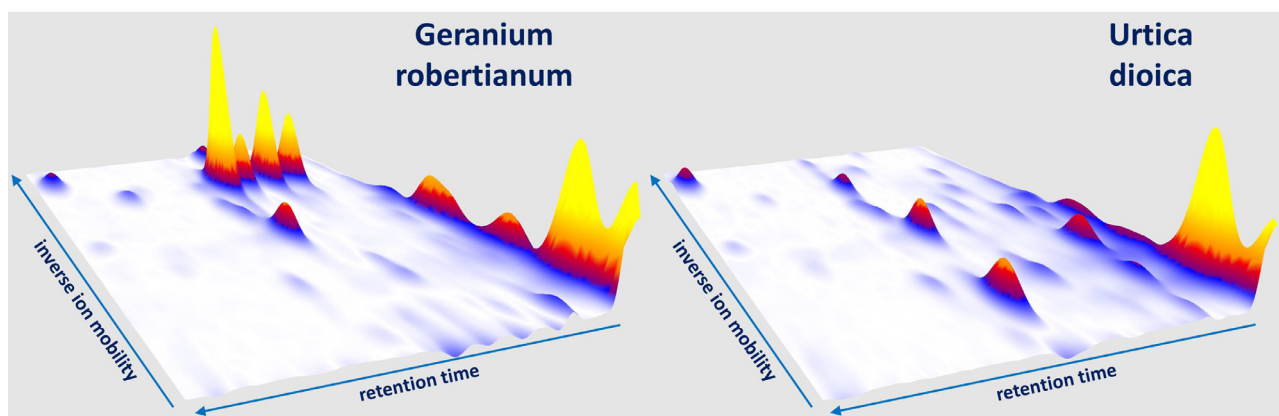 Geranium
robertianum
inverse ion mobility
retention time
Urtica
dioica
inverse ion mobility
retention time